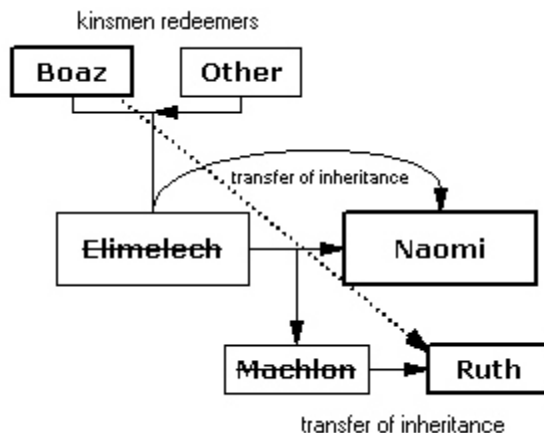 kinsmen redeemers
Boaz
Other
transfer of inheritance
Elimelech
Naomi
Machlon
Ruth
transfer of inheritance